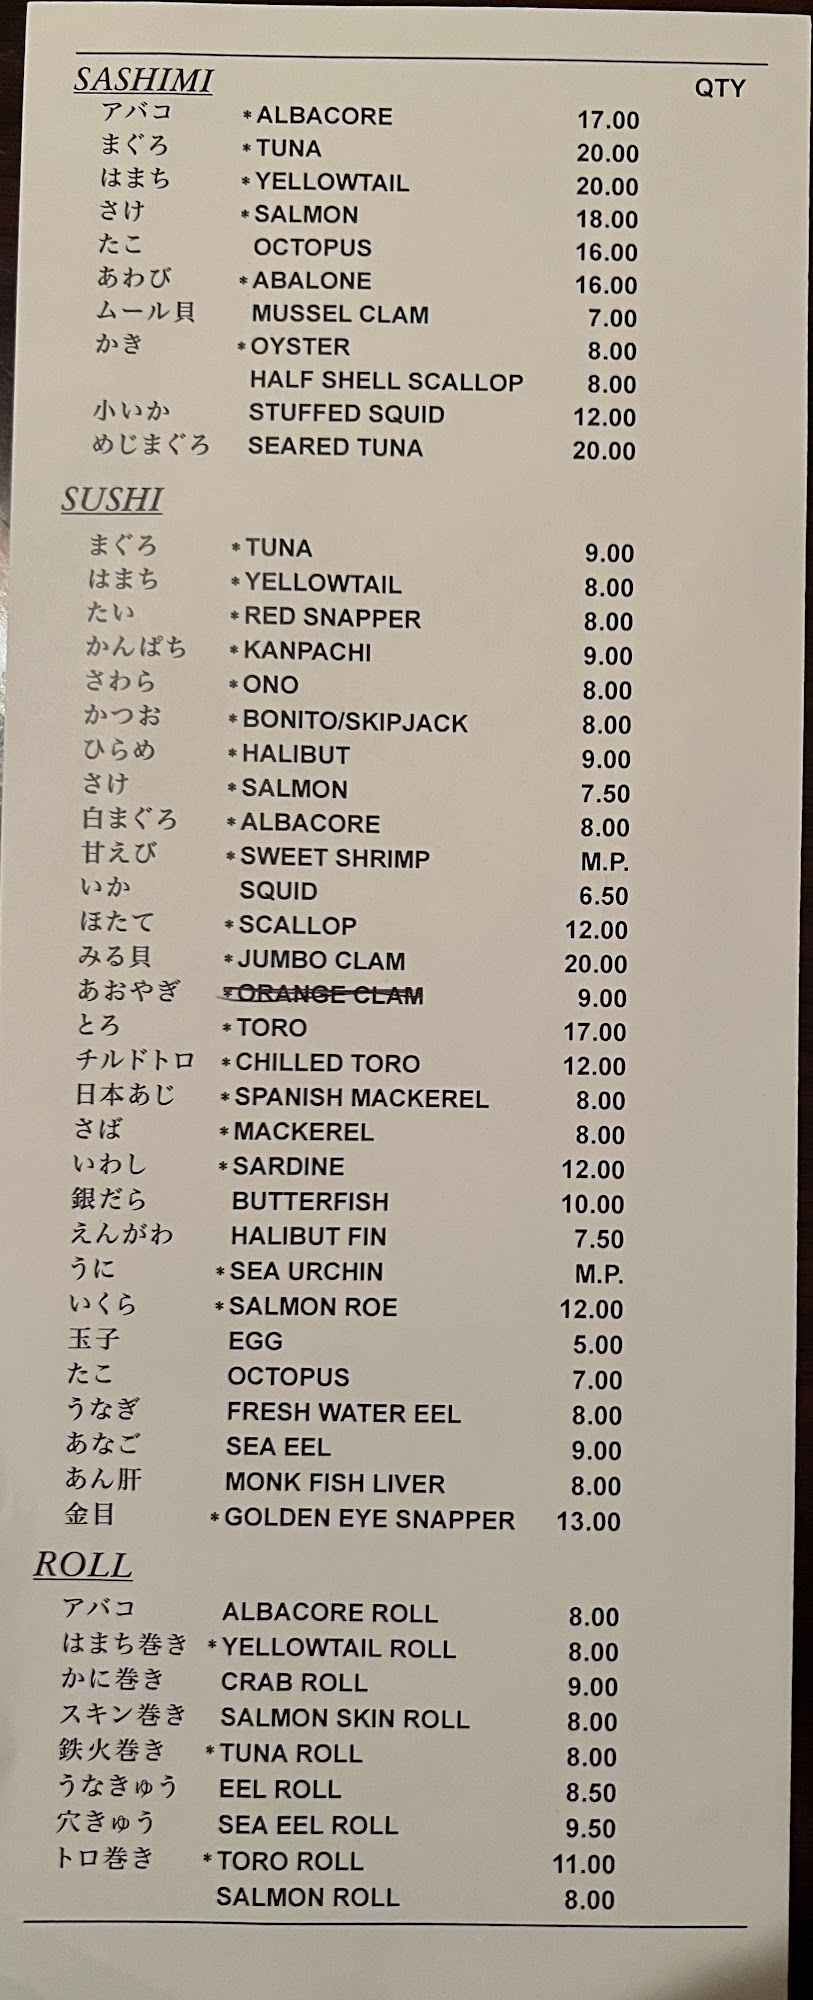 SASHIMI QTY
アバコ *ALBACORE 17.00
まぐろ *TUNA 20.00
はまち *YELLOWTAIL 20.00
さけ *SALMON 18.00
たこ OCTOPUS 16.00
あわび *ABALONE 16.00
ムール貝 MUSSEL CLAM 7.00
かき *OYSTER 8.00
HALF SHELL SCALLOP 8.00
小いか STUFFED SQUID 12.00
めじまぐろ SEARED TUNA 20.00
SUSHI
まぐろ *TUNA 9.00
はまち *YELLOWTAIL 8.00
たい *RED SNAPPER 8.00
かんぱち *KANPACHI 9.00
さわら *ONO 8.00
かつお *BONITO/SKIPJACK 8.00
ひらめ *HALIBUT 9.00
さけ *SALMON 7.50
白まぐろ *ALBACORE 8.00
甘えび *SWEET SHRIMP M.P.
いか SQUID 6.50
ほたて *SCALLOP 12.00
みる貝 *JUMBO CLAM 20.00
あおやぎ *ORANGE CLAM 9.00
とろ *TORO 17.00
チルドトロ *CHILLED TORO 12.00
日本あじ *SPANISH MACKEREL 8.00
さば *MACKEREL 8.00
いわし *SARDINE 12.00
銀だら BUTTERFISH 10.00
えんがわ HALIBUT FIN 7.50
うに *SEA URCHIN M.P.
いくら *SALMON ROE 12.00
玉子 EGG 5.00
たこ OCTOPUS 7.00
うなぎ FRESH WATER EEL 8.00
あなご SEA EEL 9.00
あん肝 MONK FISH LIVER 8.00
金目 *GOLDEN EYE SNAPPER 13.00
ROLL
アバコ ALBACORE ROLL 8.00
はまち巻き *YELLOWTAIL ROLL 8.00
かに巻き CRAB ROLL 9.00
スキン巻き SALMON SKIN ROLL 8.00
鉄火巻き *TUNA ROLL 8.00
うなきゅう EEL ROLL 8.50
穴きゅう SEA EEL ROLL 9.50
トロ巻き *TORO ROLL 11.00
SALMON ROLL 8.00